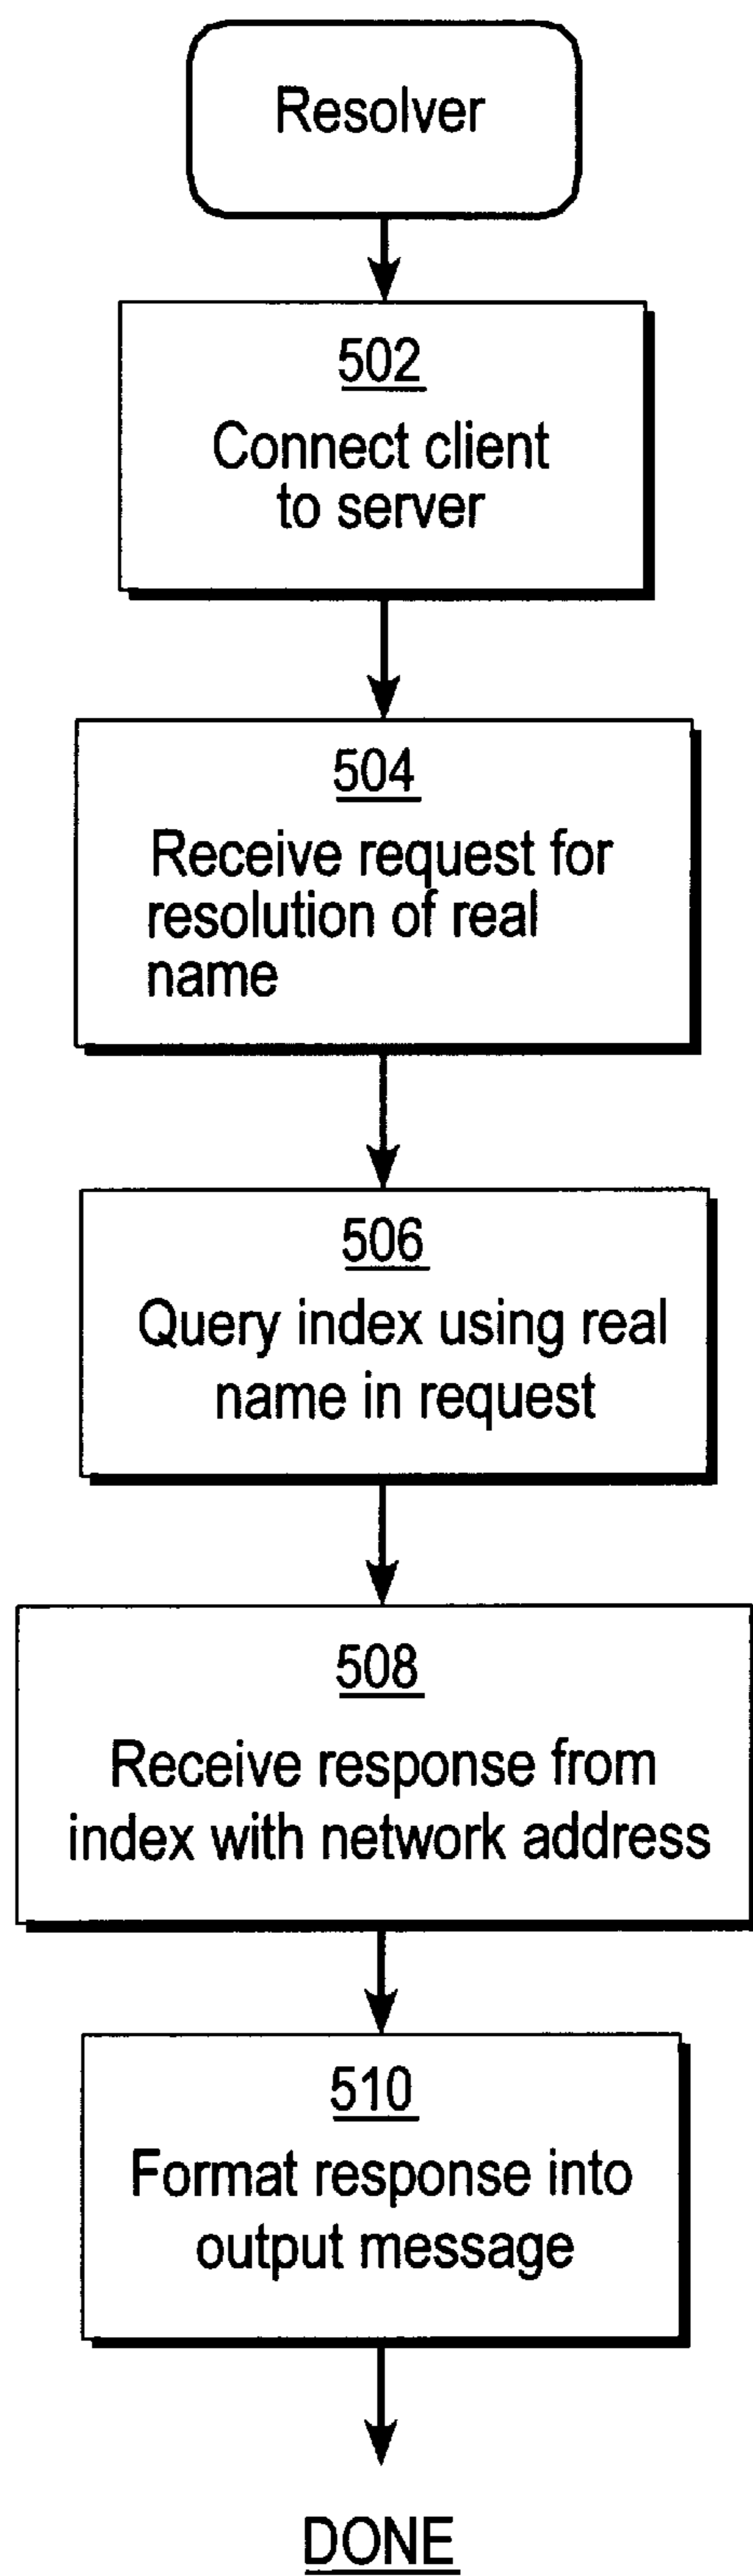 Resolver
502
Connect client
to server
504
Receive request for
resolution of real
name
506
Query index using real
name in request
508
Receive response from
index with network address
510
Format response into
output message
DONE